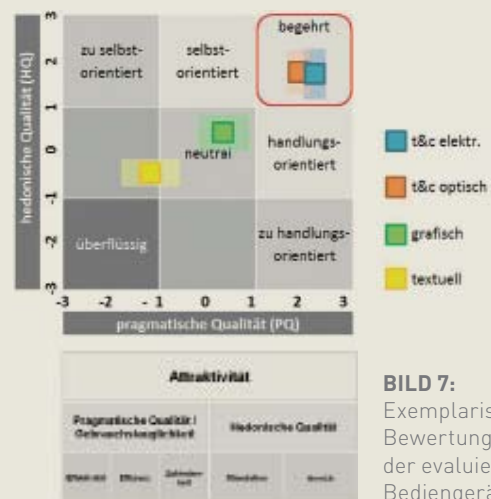 3
2
1
0
-1
-2
-3
hedonische Qualität (HQ)
zu selbst-
orientiert
selbst-
orientiert
begehrt
neutral
handlungs-
orientiert
überflüssig
zu handlungs-
orientiert
-3 -2 - 1 0 1 2 3
pragmatische Qualität (PQ)
t&c elektr.
t&c optisch
grafisch
textuell
Attraktivität
Pragmatische Qualität /
Gebrauchstauglichkeit
Hedonische Qualität
BILD 7:
Exemplaris
Bewertung
der evaluie
Bediengerä